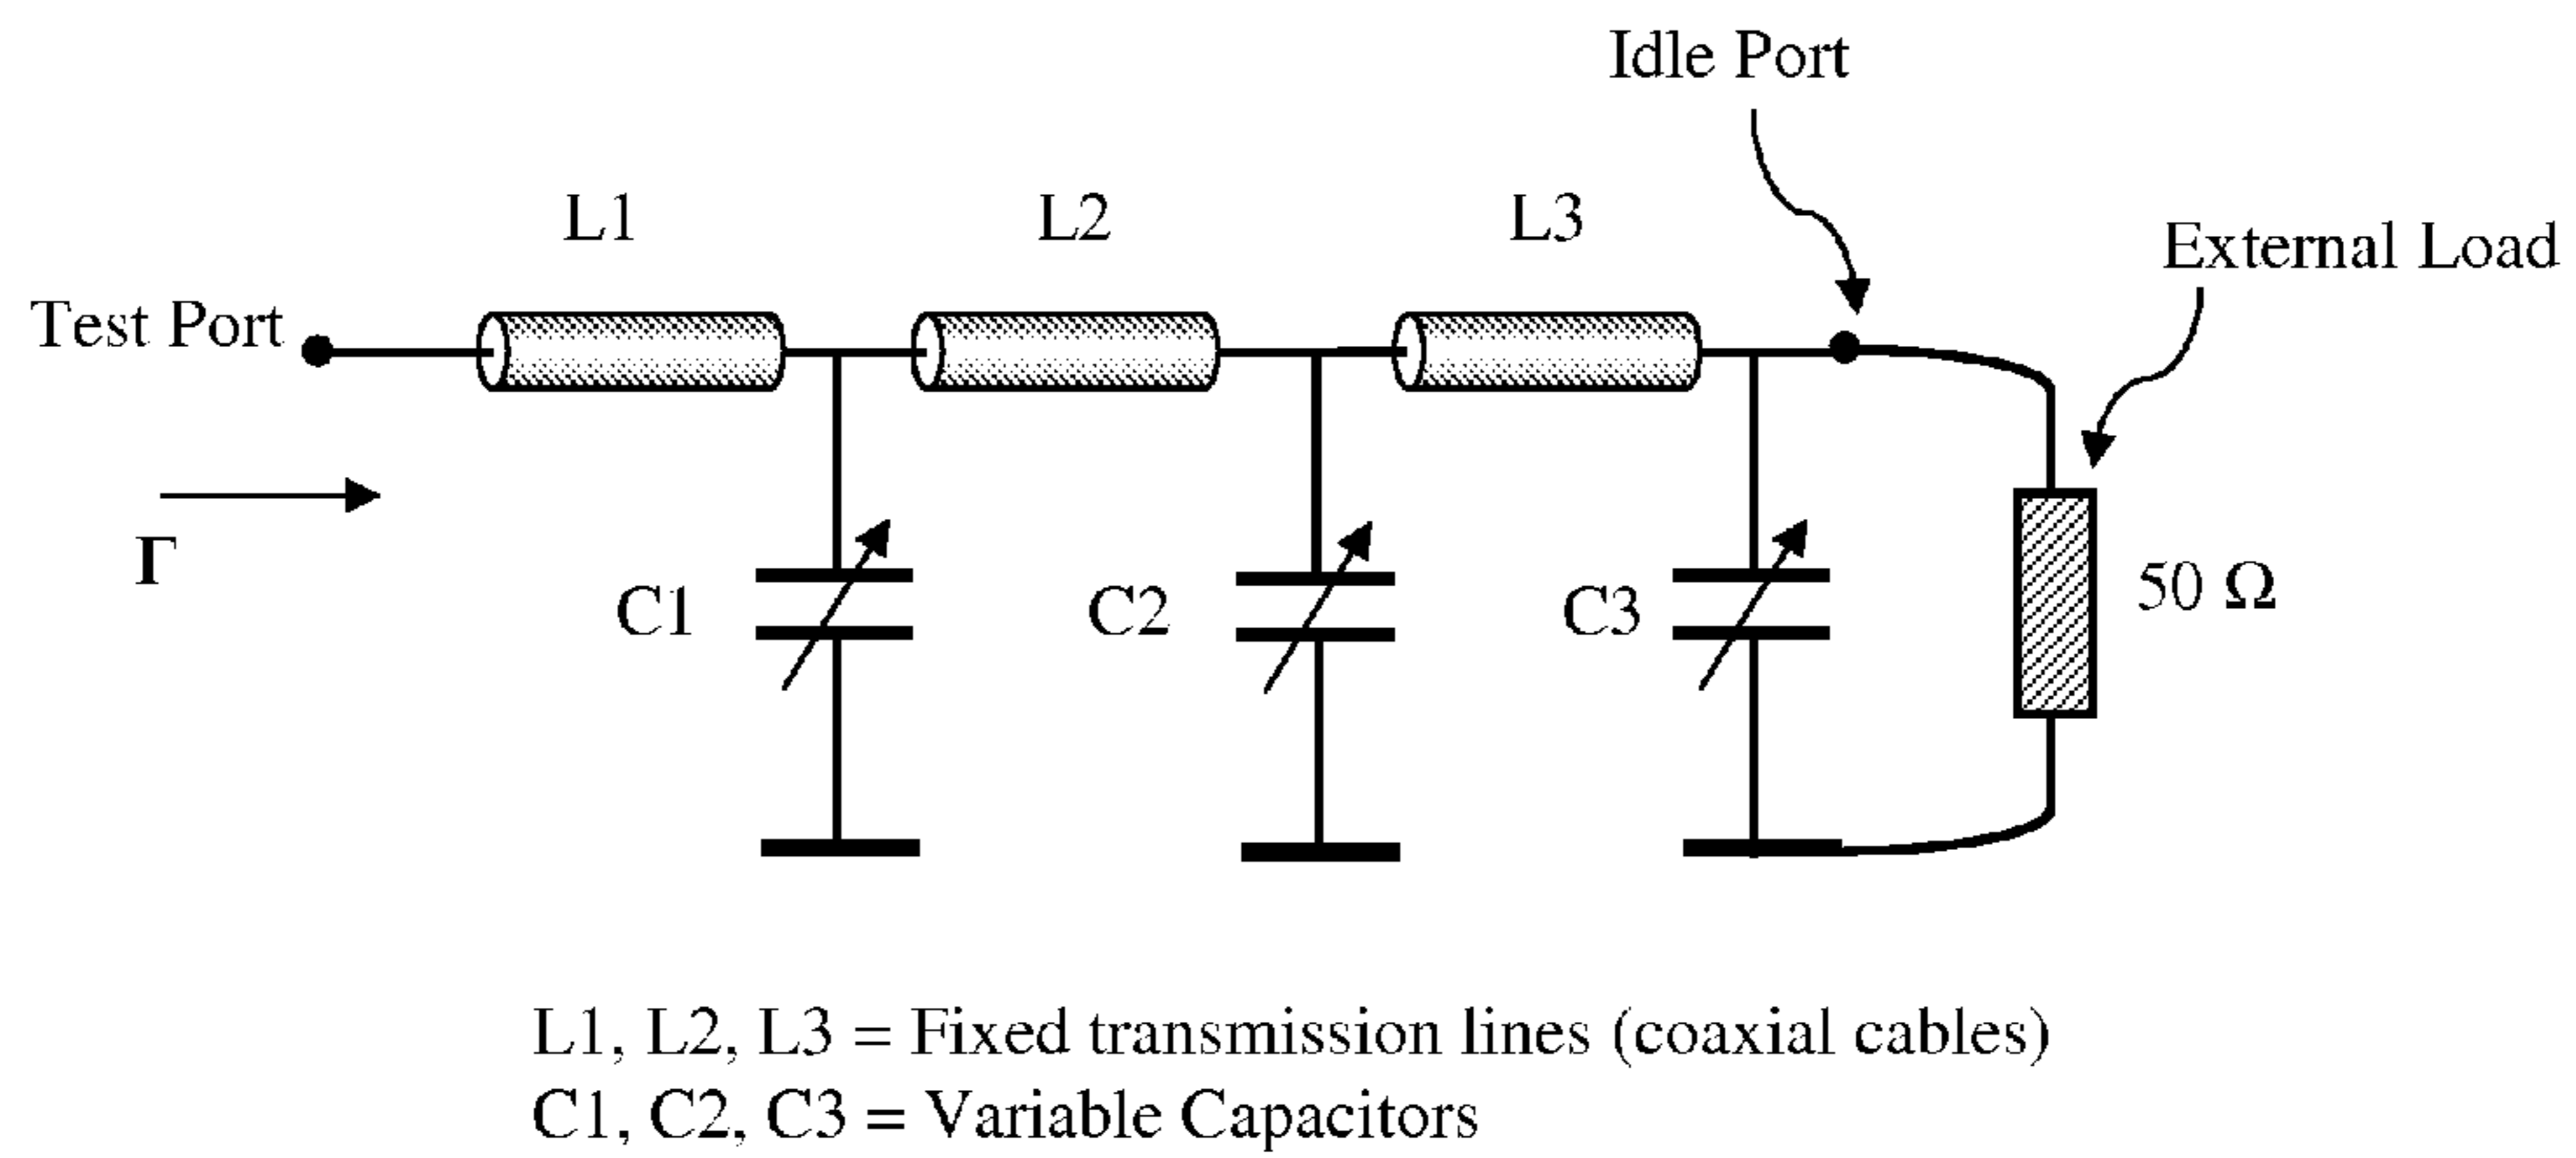 Idle Port
External Load
L1
L2
L3
Test Port
Γ
C1
C2
C3
50 Ω
L1, L2, L3 = Fixed transmission lines (coaxial cables)
C1, C2, C3 = Variable Capacitors